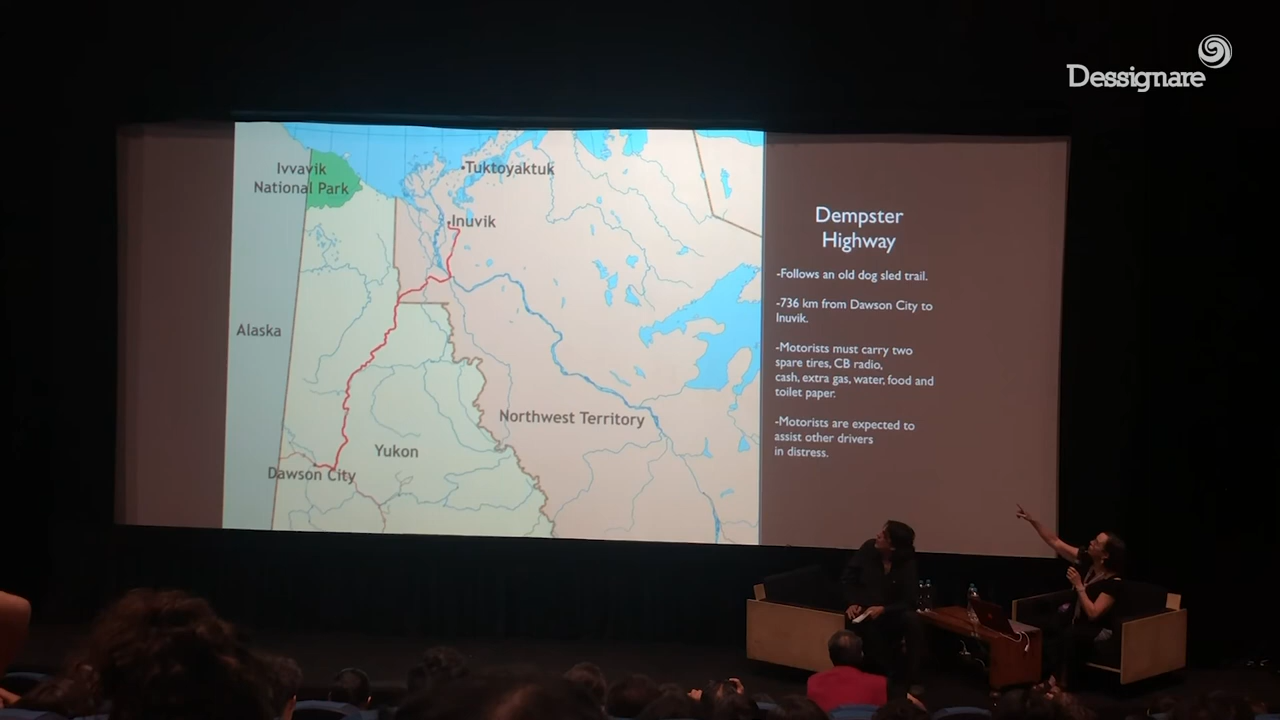 Dessignare
Ivvavik
National Park
Tuktoyaktuk
Inuvik
Alaska
Northwest Territory
Yukon
Dawson City
Dempster
Highway
-Follows an old dog sled trail.
-736 km from Dawson City to
Inuvik.
-Motorists must carry two
spare tires, CB radio,
cash, extra gas, water, food and
toilet paper.
-Motorists are expected to
assist other drivers
in distress.